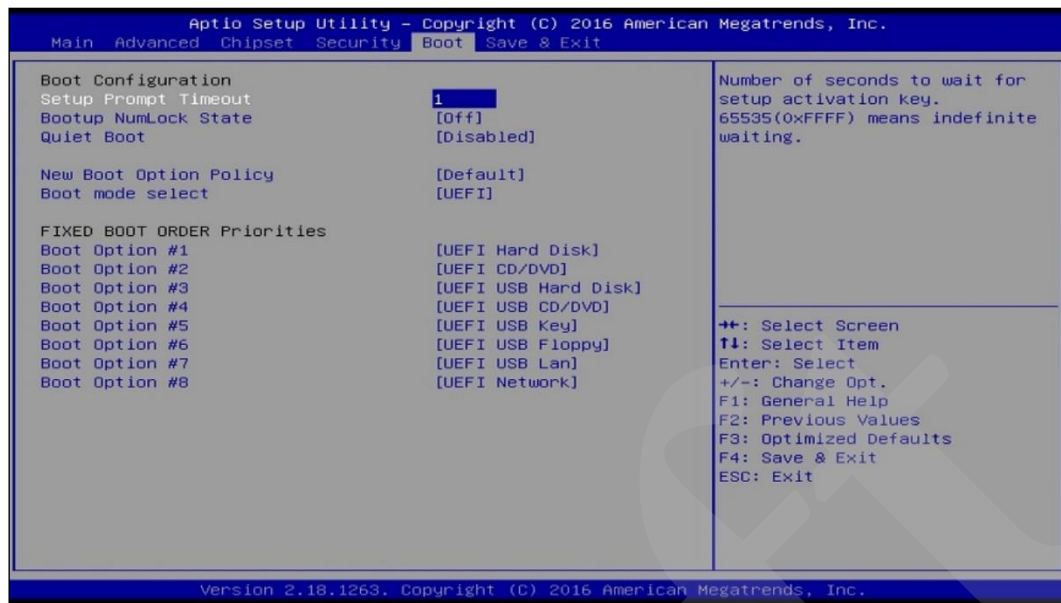 Aptio Setup Utility – Copyright (C) 2016 American Megatrends, Inc.
Main Advanced Chipset Security Boot Save & Exit
Boot Configuration
Setup Prompt Timeout 1
Bootup NumLock State [Off]
Quiet Boot [Disabled]
New Boot Option Policy [Default]
Boot mode select [UEFI]
FIXED BOOT ORDER Priorities
Boot Option #1 [UEFI Hard Disk]
Boot Option #2 [UEFI CD/DVD]
Boot Option #3 [UEFI USB Hard Disk]
Boot Option #4 [UEFI USB CD/DVD]
Boot Option #5 [UEFI USB Key]
Boot Option #6 [UEFI USB Floppy]
Boot Option #7 [UEFI USB Lan]
Boot Option #8 [UEFI Network]
Number of seconds to wait for
setup activation key.
65535(0xFFFF) means indefinite
waiting.
→←: Select Screen
↑↓: Select Item
Enter: Select
+/-: Change Opt.
F1: General Help
F2: Previous Values
F3: Optimized Defaults
F4: Save & Exit
ESC: Exit
Version 2.18.1263. Copyright (C) 2016 American Megatrends, Inc.